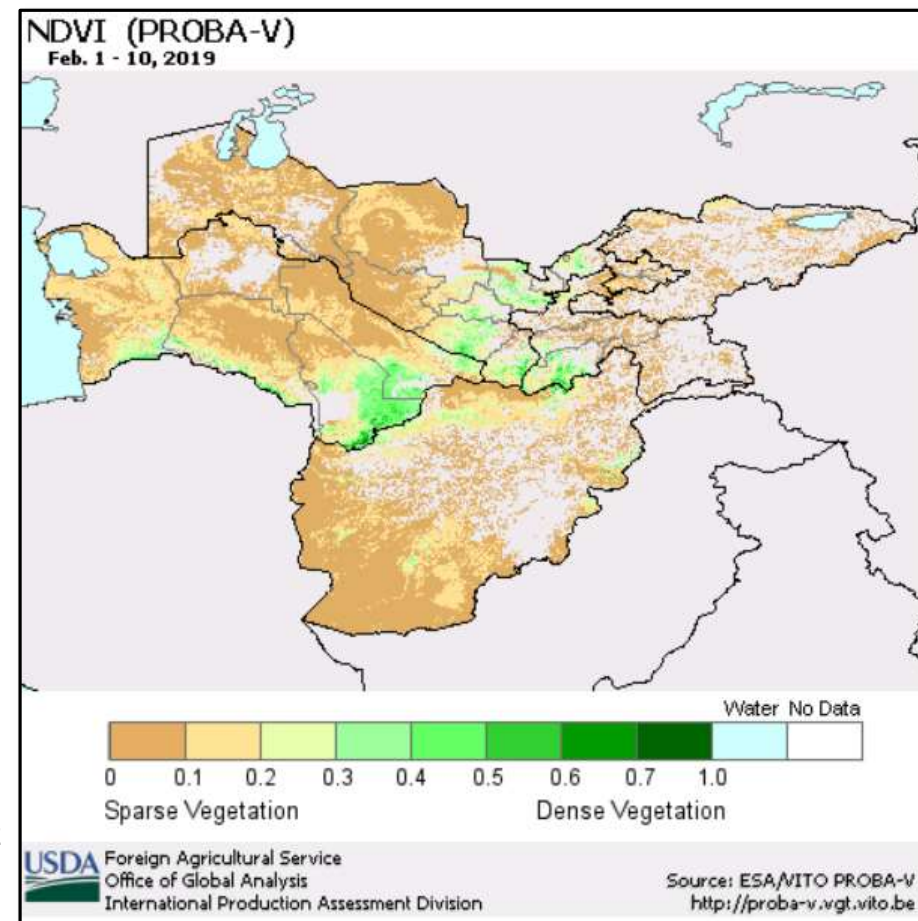 NDVI (PROBA-V)
Feb. 1 - 10, 2019
Water No Data
0 0.1 0.2 0.3 0.4 0.5 0.6 0.7 1.0
Sparse Vegetation Dense Vegetation
USDA
Foreign Agricultural Service
Office of Global Analysis
International Production Assessment Division
Source: ESA/VITO PROBA-V
http://proba-v.vgt.vito.be